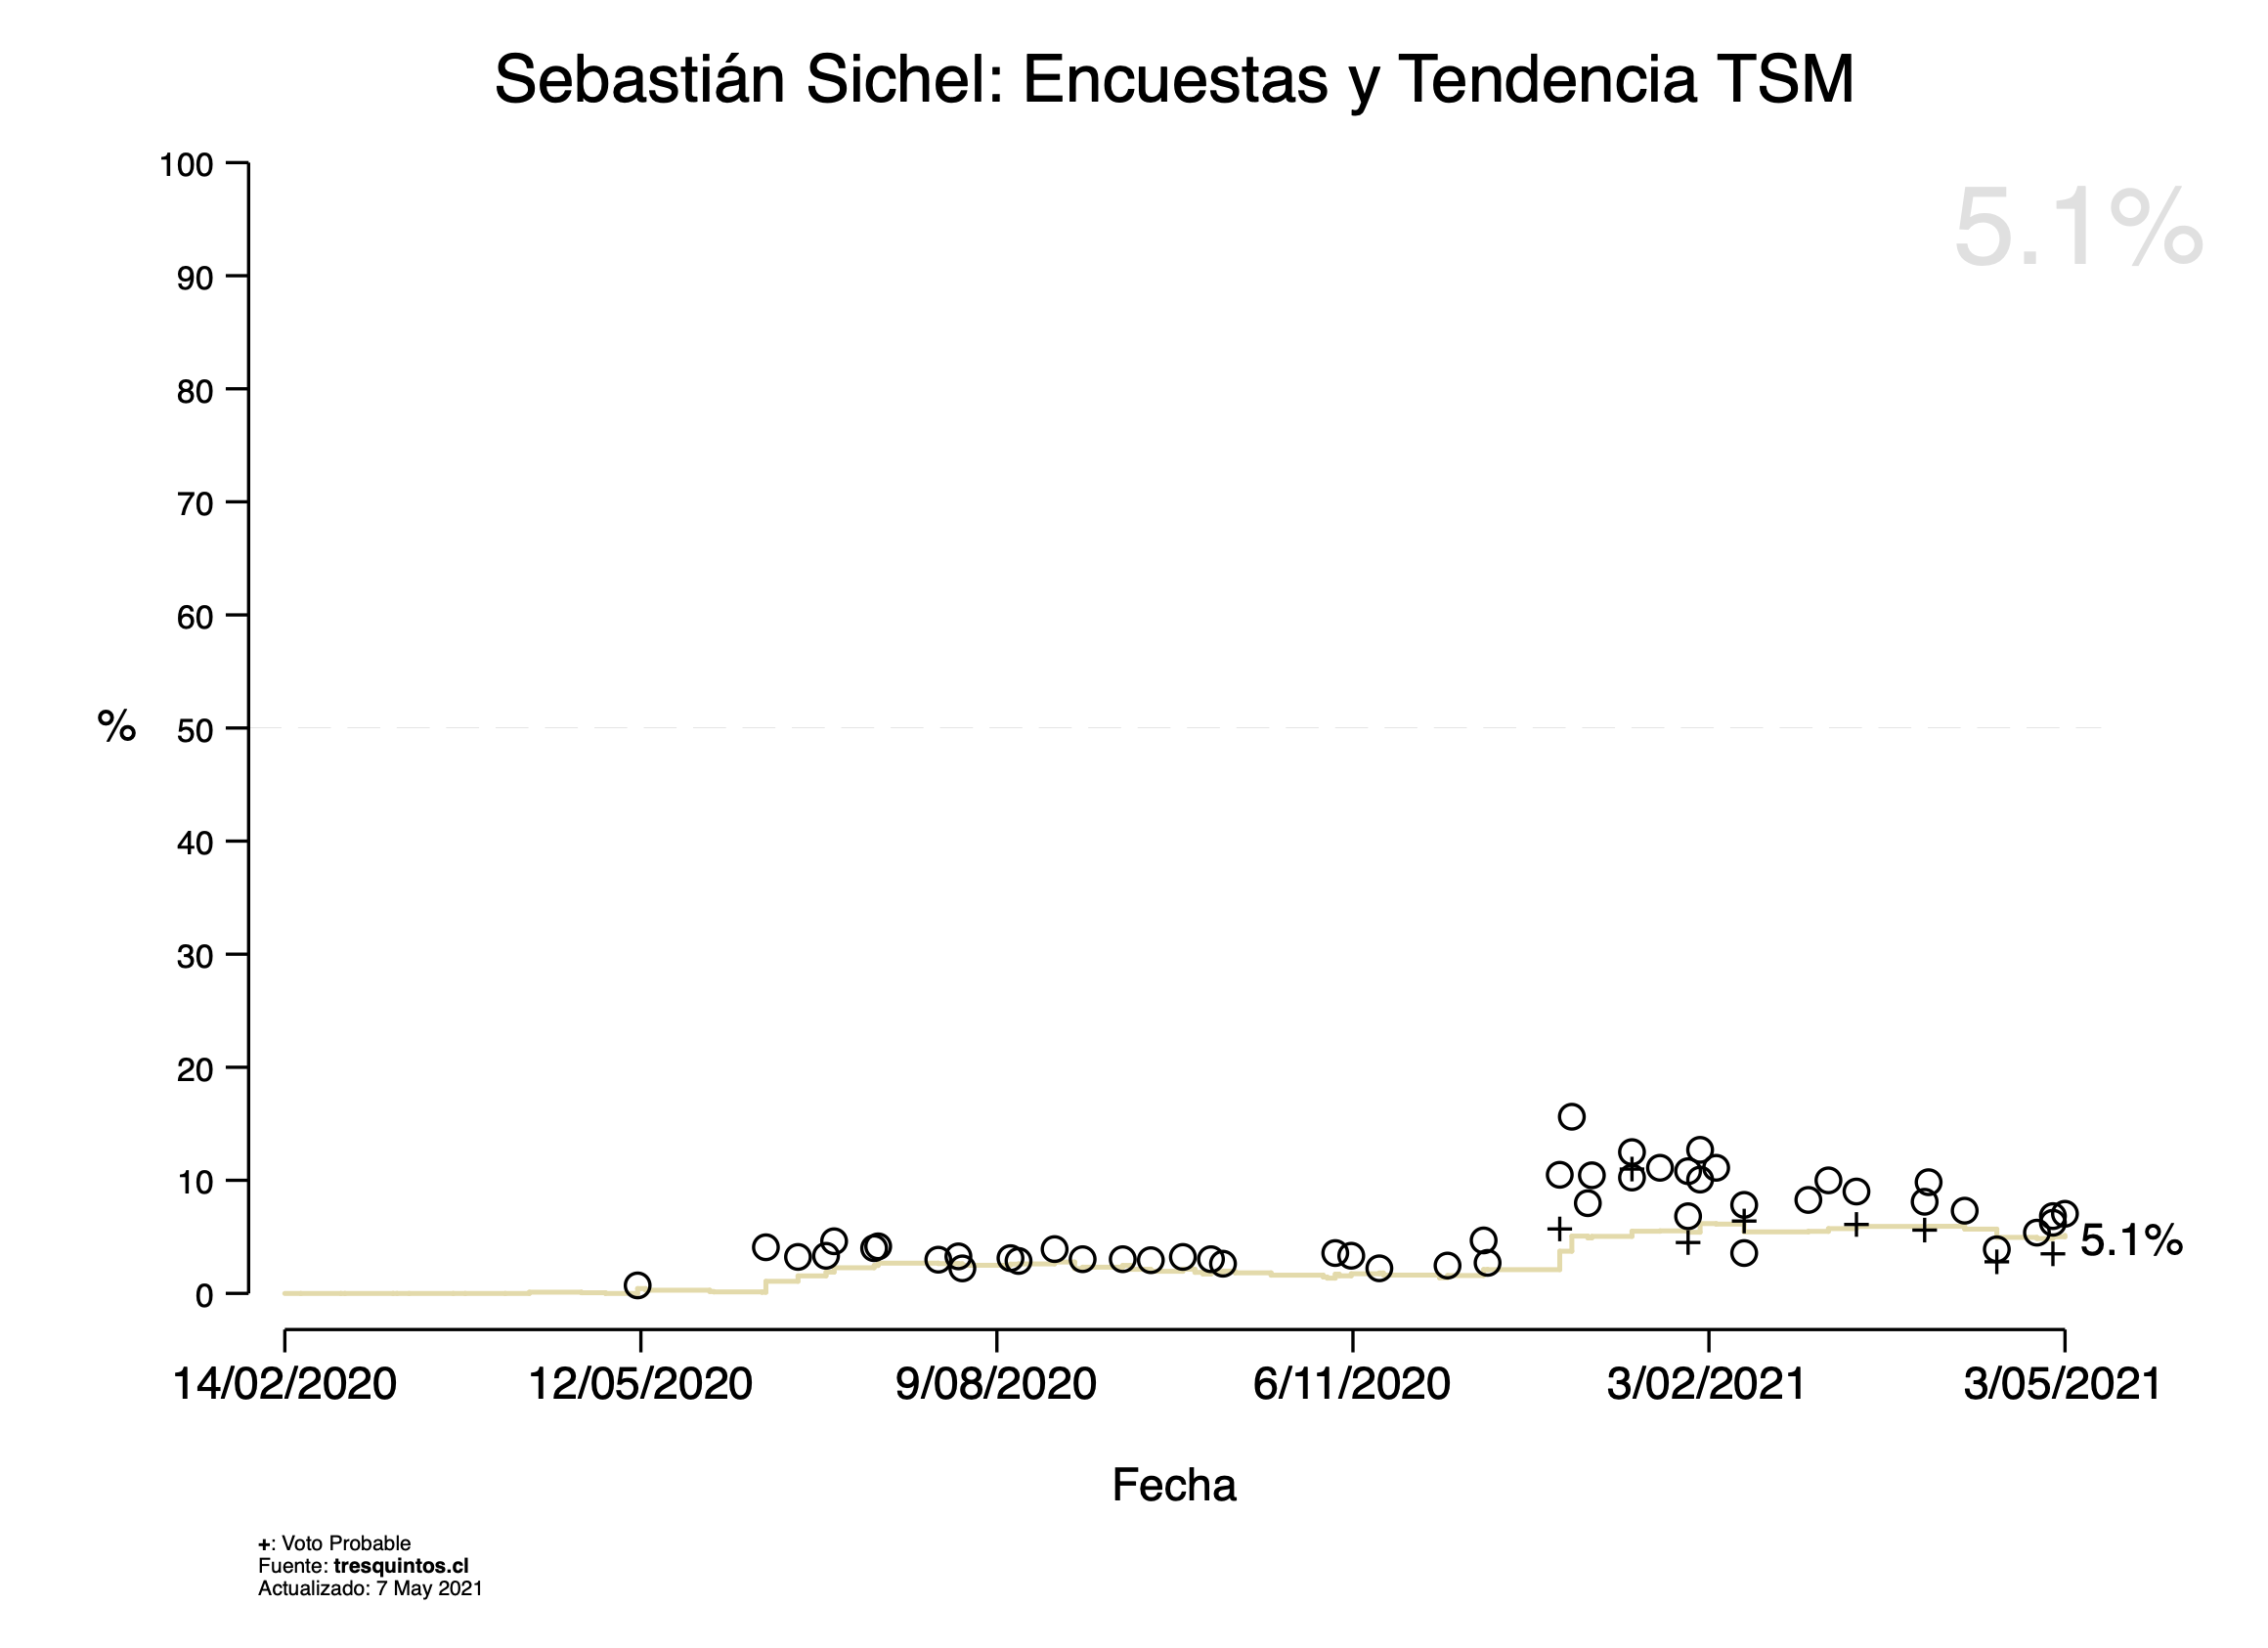 Sebastián Sichel: Encuestas y Tendencia TSM
5.1%
100
90
80
70
60
50
40
30
20
10
0
%
5.1%
14/02/2020 12/05/2020 9/08/2020 6/11/2020 3/02/2021 3/05/2021
Fecha
+: Voto Probable
Fuente: tresquintos.cl
Actualizado: 7 May 2021